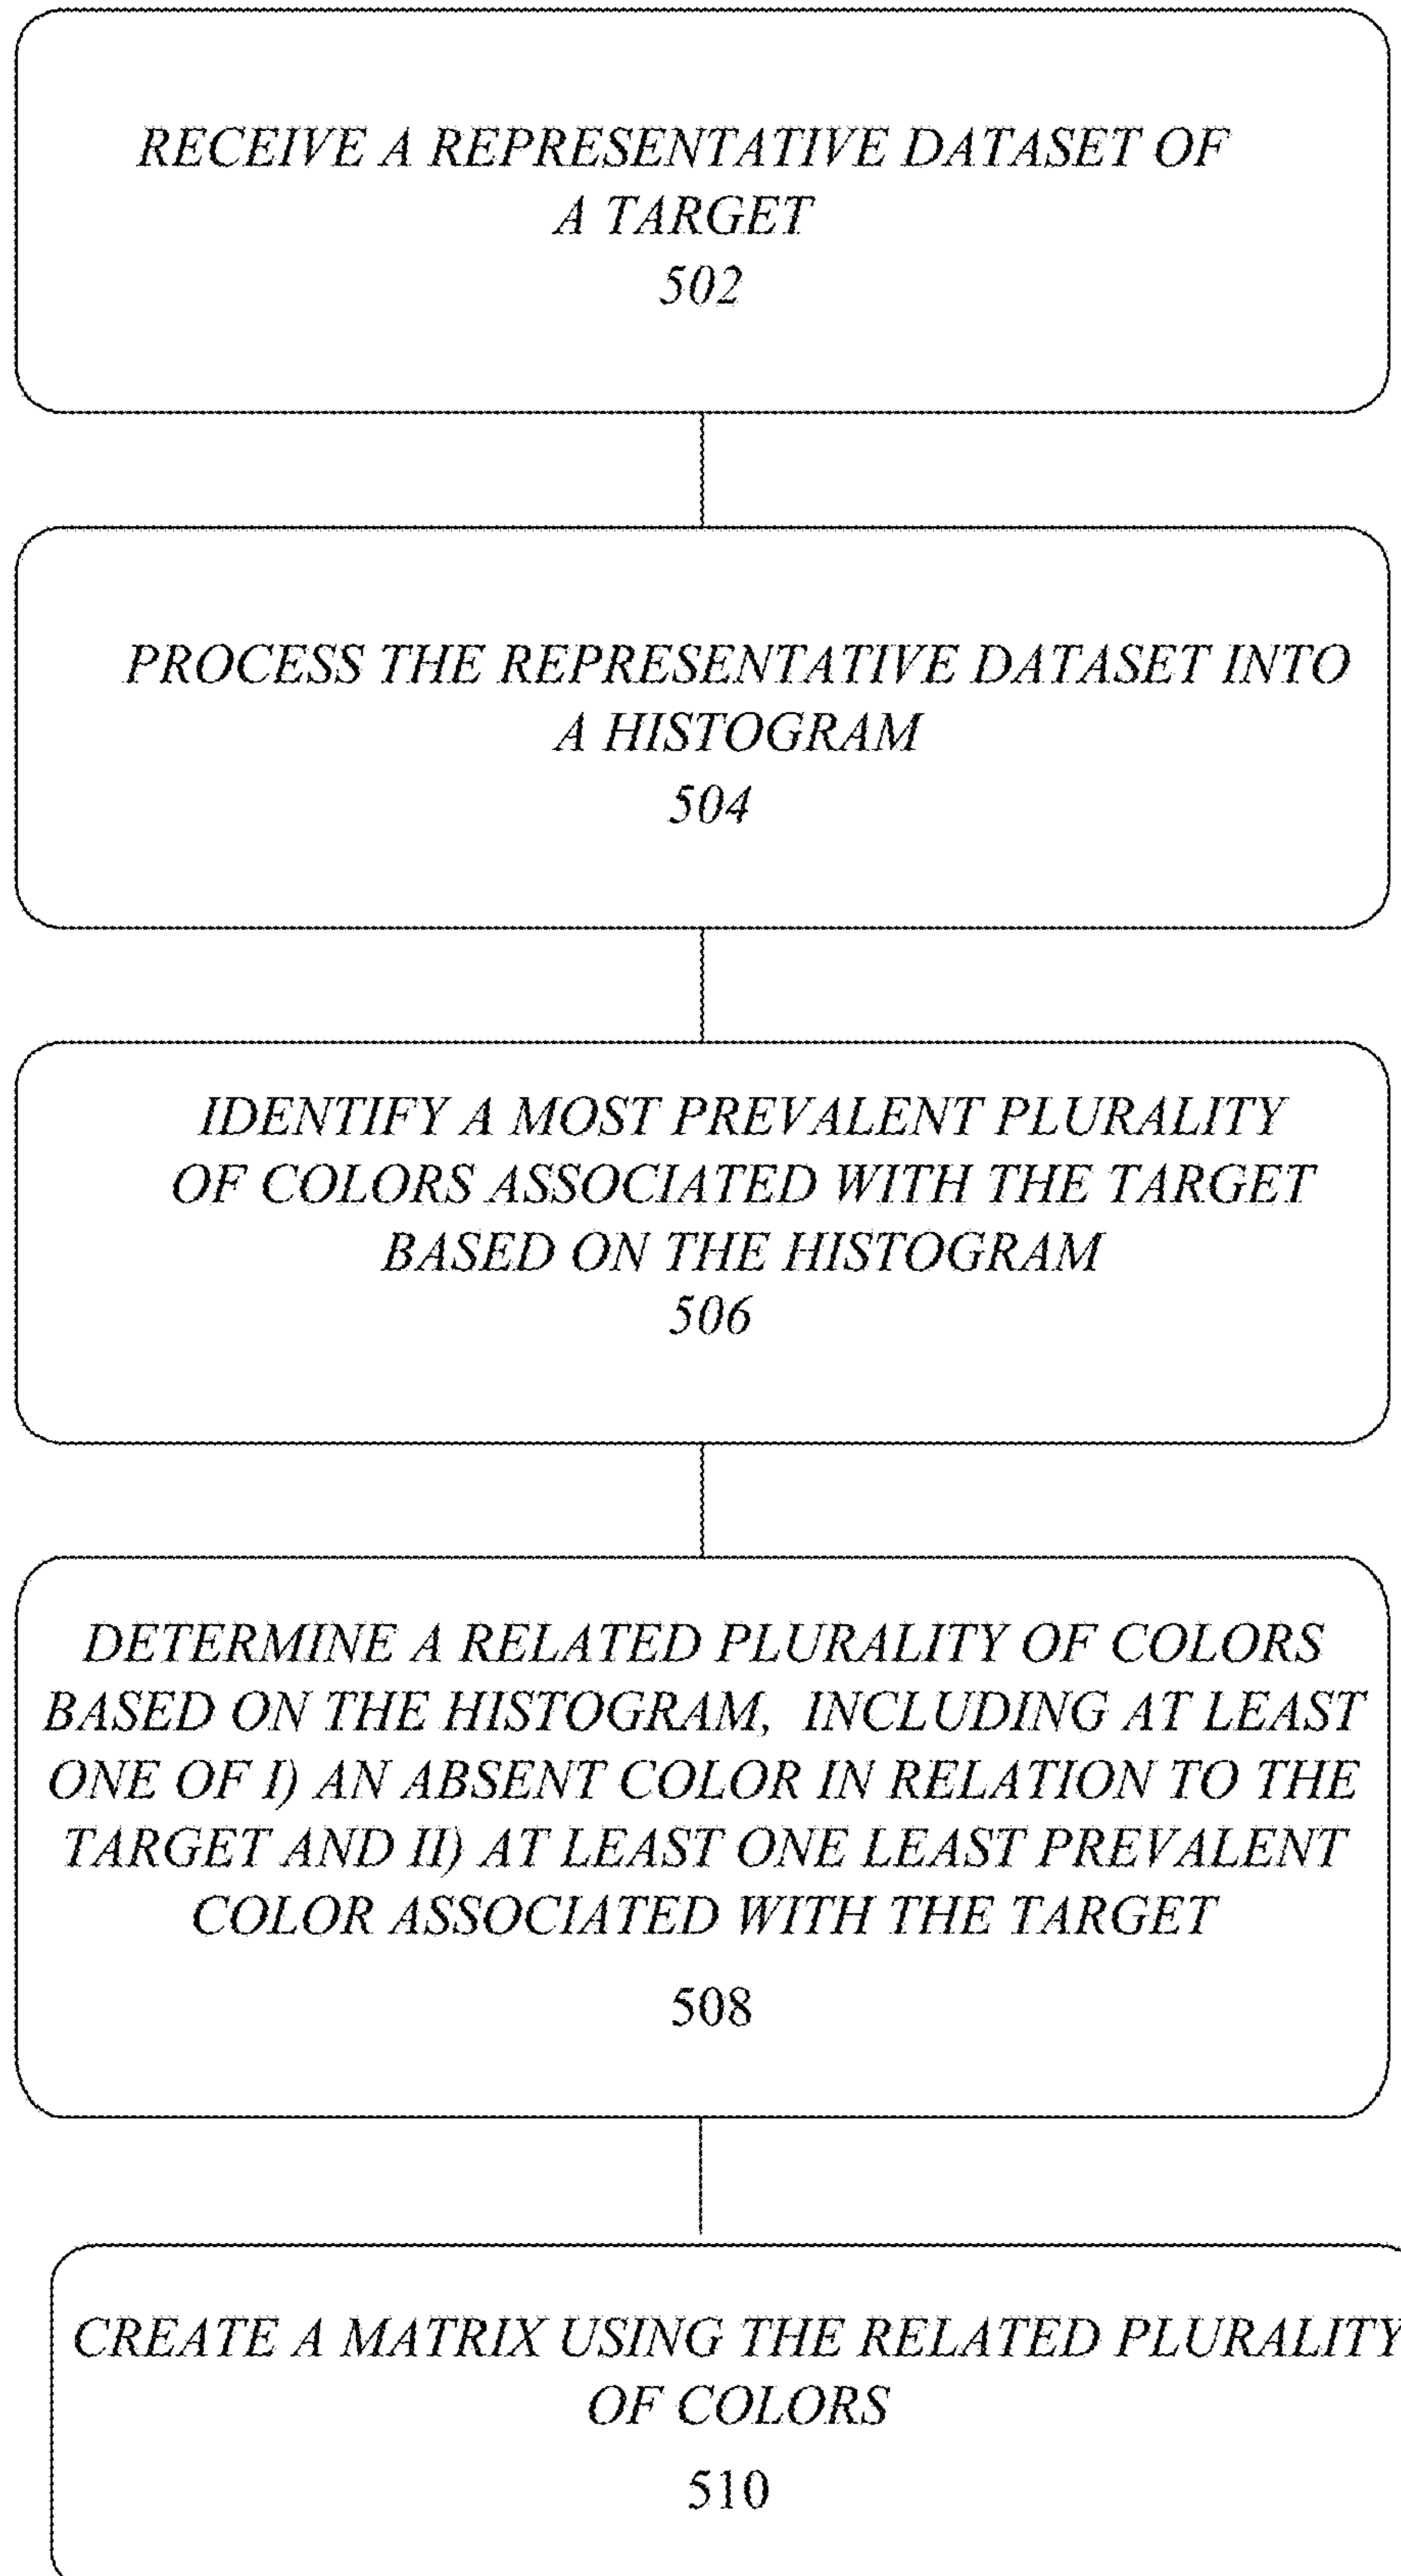 RECEIVE A REPRESENTATIVE DATASET OF
A TARGET
502
PROCESS THE REPRESENTATIVE DATASET INTO
A HISTOGRAM
504
IDENTIFY A MOST PREVALENT PLURALITY
OF COLORS ASSOCIATED WITH THE TARGET
BASED ON THE HISTOGRAM
506
DETERMINE A RELATED PLURALITY OF COLORS
BASED ON THE HISTOGRAM, INCLUDING AT LEAST
ONE OF I) AN ABSENT COLOR IN RELATION TO THE
TARGET AND II) AT LEAST ONE LEAST PREVALENT
COLOR ASSOCIATED WITH THE TARGET
508
CREATE A MATRIX USING THE RELATED PLURALITY
OF COLORS
510